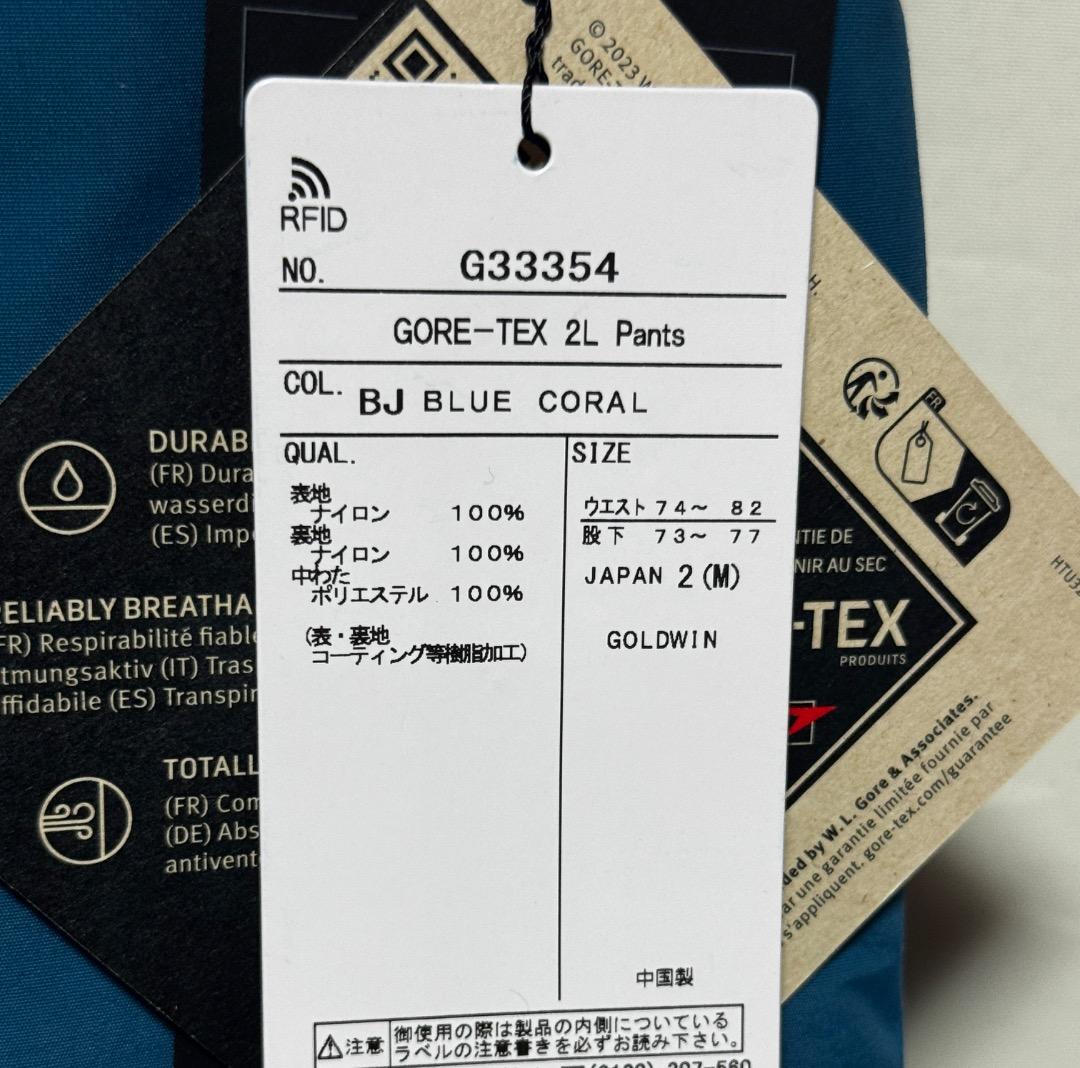 © 2023 W
GORE-
RFID
NO. G33354
GORE-TEX 2L Pants
COL. BJ BLUE CORAL
QUAL.
表地
ナイロン 100%
裏地
ナイロン 100%
中わた
ポリエステル 100%
(表・裏地
コーティング等樹脂加工)
SIZE
ウエスト 74~ 82
股下 73~ 77
JAPAN 2 (M)
GOLDWIN
中国製
注意
御使用の際は製品の内側についている
ラベルの注意書きを必ずお読み下さい。
DURAB
(FR) Dura
wasserdi
(ES) Imp
RELIABLY BREATHA
FR) Respirabilité fiable
tmungsaktiv (IT) Tras
ffidabile (ES) Transpir
TOTALL
(FR) Com
(DE) Abs
antivent
H.
FR
NTIE DE
NIR AU SEC
-TEX
PRODUITS
ded by W. L. Gore & Associates.
ar une garantie limitée fournie par
s'appliquent. gore-tex.com/guarantee